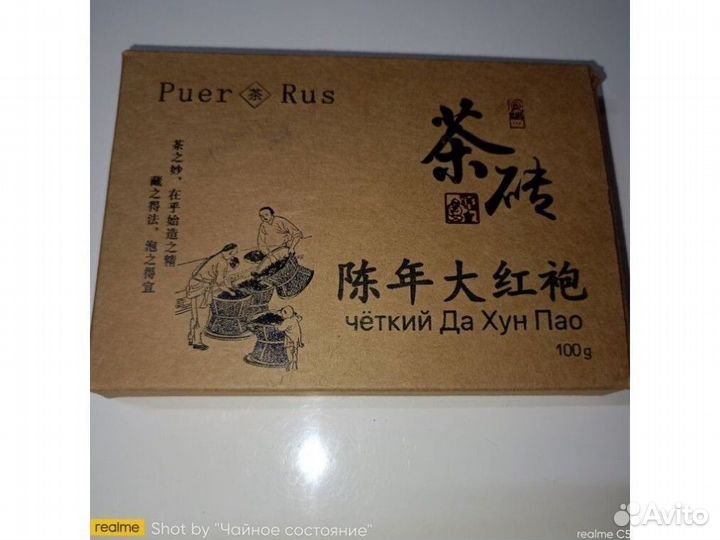 Puer 茶 Rus
茶之妙，在乎始造之精
藏之得法，泡之得宜
茶砖
陈年大红袍
чёткий Да Хун Пао
100g
realme Shot by "Чайное состояние"
realme C5
Avito